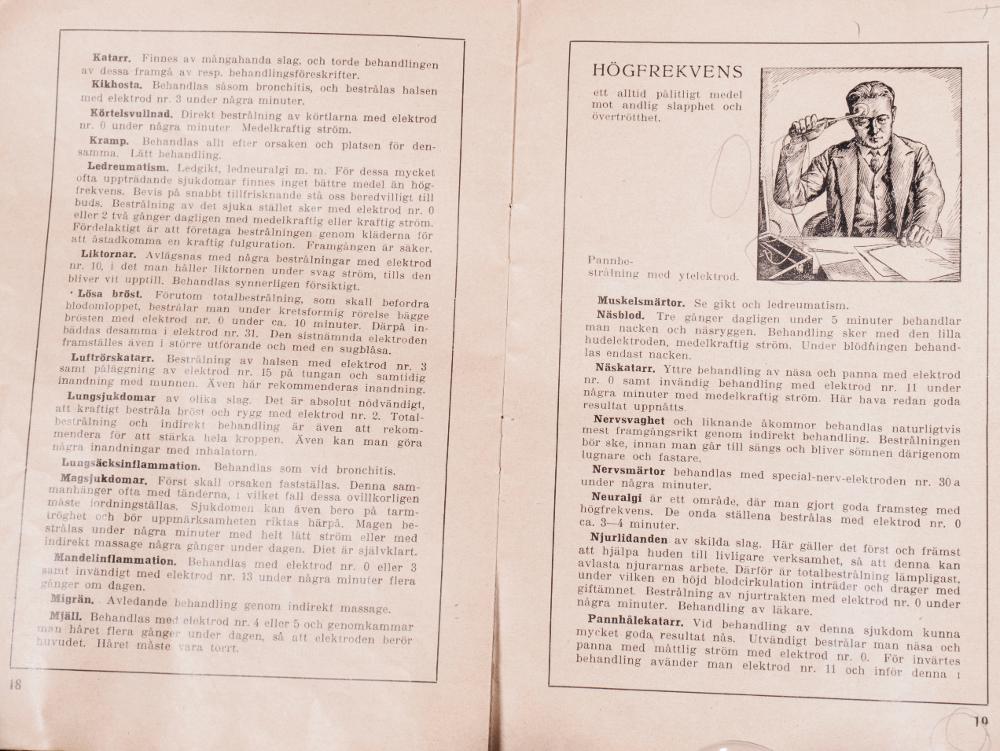 Katarr. Finnes av mångahanda slag, och torde behandlingen
av dessa framgå av resp. behandlingsföreskrifter.
Kikhosta. Behandlas såsom bronchitis, och bestrålas halsen
med elektrod nr. 3 under några minuter.
Körtelsvullnad. Direkt bestrålning av körtlarna med elektrod
nr. 0 under några minuter Medelkraftig ström.
Kramp. Behandlas allt efter orsaken och platsen för den-
samma. Lätt behandling.
Ledreumatism. Ledgikt, ledneuralgi m. m. För dessa mycket
ofta uppträdande sjukdomar finnes inget bättre medel än hög-
frekvens. Bevis på snabbt tillfrisknande stå oss beredvilligt till
buds. Bestrålning av det sjuka stället sker med elektrod nr. 0
eller 2 två gånger dagligen med medelkraftig eller kraftig ström.
Fördelaktigt är att företaga bestrålningen genom kläderna för
att åstadkomma en kraftig fulguration. Framgången är säker.
Liktornar. Avlägsnas med några bestrålningar med elektrod
nr. 10, i det man håller liktornen under svag ström, tills den
bliver vit upptill. Behandlas synnerligen försiktigt.
Lösa bröst. Förutom totalbestrålning, som skall befordra
blodomloppet, bestrålar man under kretsformig rörelse bägge
brösten med elektrod nr. 0 under ca. 10 minuter. Därpå in-
bäddas desamma i elektrod nr. 31. Den sistnämnda elektroden
framställes även i större utförande och med en sugblåsa.
Luftrörskatarr. Bestrålning av halsen med elektrod nr. 3
samt påläggning av elektrod nr. 15 på tungan och samtidig
inandning med munnen. Även här rekommenderas inandning.
Lungsjukdomar av olika slag. Det är absolut nödvändigt,
att kraftigt bestråla bröst och rygg med elektrod nr. 2. Total-
bestrålning och indirekt behandling är även att rekom-
mendera för att stärka hela kroppen. Även kan man göra
några inandningar med inhalatorn.
Lungsäcksinflammation. Behandlas som vid bronchitis.
Magsjukdomar. Först skall orsaken fastställas. Denna sam-
manhänger ofta med tänderna, i vilket fall dessa ovillkorligen
måste iordningställas. Sjukdomen kan även bero på tarm-
tröghet och bör uppmärksamheten riktas härpå. Magen be-
strålas under några minuter med helt lätt ström eller med
indirekt massage några gånger under dagen. Diet är självklart.
Mandelinflammation. Behandlas med elektrod nr. 0 eller 3
samt invändigt med elektrod nr. 13 under några minuter flera
gånger om dagen.
Migrän. Avledande behandling genom indirekt massage.
Mjäll. Behandlas med elektrod nr. 4 eller 5 och genomkammar
man håret flera gånger under dagen, så att elektroden berör
huvudet. Håret måste vara torrt.
18
HÖGFREKVENS
ett alltid pålitligt medel
mot andlig slapphet och
övertrötthet.
Pannbe-
strålning med ytelektrod.
Muskelsmärtor. Se gikt och ledreumatism.
Näsblod. Tre gånger dagligen under 5 minuter behandlar
man nacken och näsryggen. Behandling sker med den lilla
hudelektroden, medelkraftig ström. Under blödningen behand-
las endast nacken.
Näskatarr. Yttre behandling av näsa och panna med elektrod
nr. 0 samt invändig behandling med elektrod nr. 11 under
några minuter med medelkraftig ström. Här hava redan goda
resultat uppnåtts.
Nervsvaghet och liknande åkommor behandlas naturligtvis
mest framgångsrikt genom indirekt behandling. Bestrålningen
bör ske, innan man går till sängs och bliver sömnen därigenom
lugnare och fastare.
Nervsmärtor behandlas med special-nerv-elektroden nr. 30 a
under några minuter.
Neuralgi är ett område, där man gjort goda framsteg med
högfrekvens. De onda ställena bestrålas med elektrod nr. 0
ca. 3—4 minuter.
Njurlidanden av skilda slag. Här gäller det först och främst
att hjälpa huden till livligare verksamhet, så att denna kan
avlasta njurarnas arbete. Därför är totalbestrålning lämpligast,
under vilken en höjd blodcirkulation inträder och drager med
giftämnet. Bestrålning av njurtrakten med elektrod nr. 0 under
några minuter. Behandling av läkare.
Pannhålekatarr. Vid behandling av denna sjukdom kunna
mycket goda resultat nås. Utvändigt bestrålar man näsa och
panna med måttlig ström med elektrod nr. 0. För invärtes
behandling avänder man elektrod nr. 11 och inför denna i
19